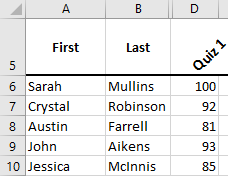 A B D
5 First Last Quiz 1
6 Sarah Mullins 100
7 Crystal Robinson 92
8 Austin Farrell 81
9 John Aikens 93
10 Jessica McInnis 85